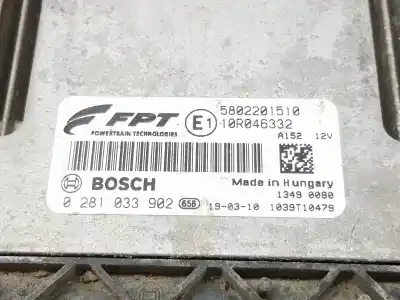 FPT 5802201510
POWERTRAIN TECHNOLOGIES E1 10R046332
A152 12V
BOSCH Made in Hungary
1349 0080
0 281 033 902 658 19-03-10 1039T10479